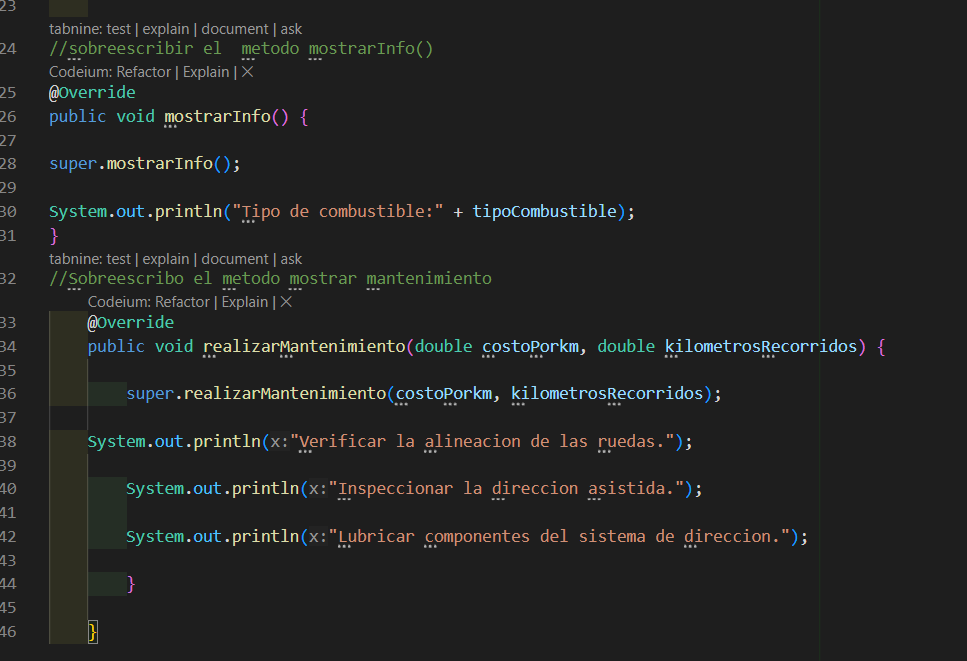 23
tabnine: test | explain | document | ask
24 //sobreescribir el  metodo mostrarInfo()
Codeium: Refactor | Explain | ×
25 @Override
26 public void mostrarInfo() {
27
28 super.mostrarInfo();
29
30 System.out.println("Tipo de combustible:" + tipoCombustible);
31 }
tabnine: test | explain | document | ask
32 //Sobreescribo el metodo mostrar mantenimiento
Codeium: Refactor | Explain | ×
33 @Override
34 public void realizarMantenimiento(double costoPorkm, double kilometrosRecorridos) {
35
36 super.realizarMantenimiento(costoPorkm, kilometrosRecorridos);
37
38 System.out.println(x:"Verificar la alineacion de las ruedas.");
39
40 System.out.println(x:"Inspeccionar la direccion asistida.");
41
42 System.out.println(x:"Lubricar componentes del sistema de direccion.");
43
44 }
45
46 }